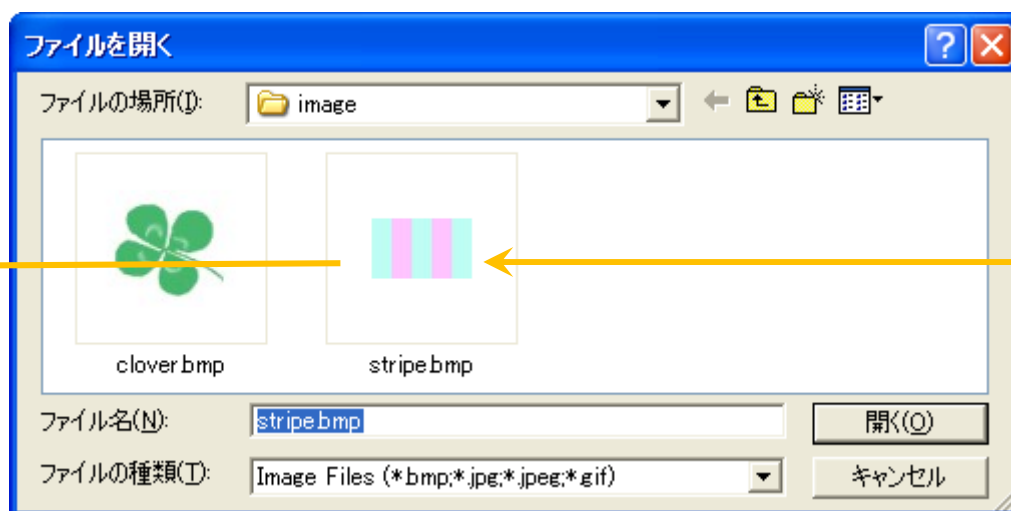 ファイルを開く
ファイルの場所(I):
image
clover.bmp
stripe.bmp
ファイル名(N):
stripe.bmp
開く(O)
ファイルの種類(T):
Image Files (*.bmp;*.jpg;*.jpeg;*.gif)
キャンセル